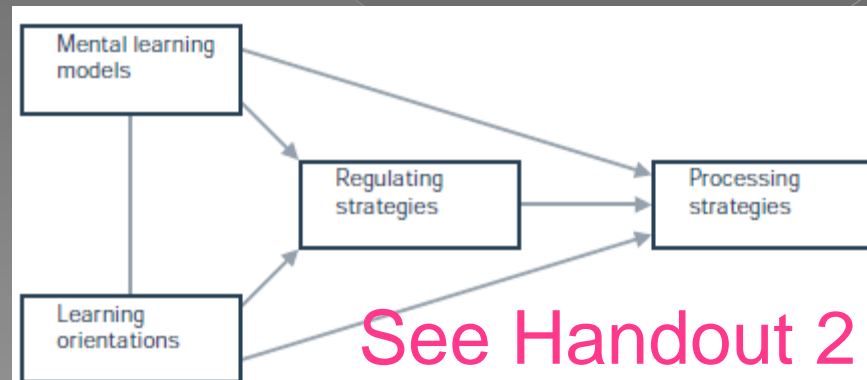 Mental learning
models
Regulating
strategies
Processing
strategies
Learning
orientations
See Handout 2